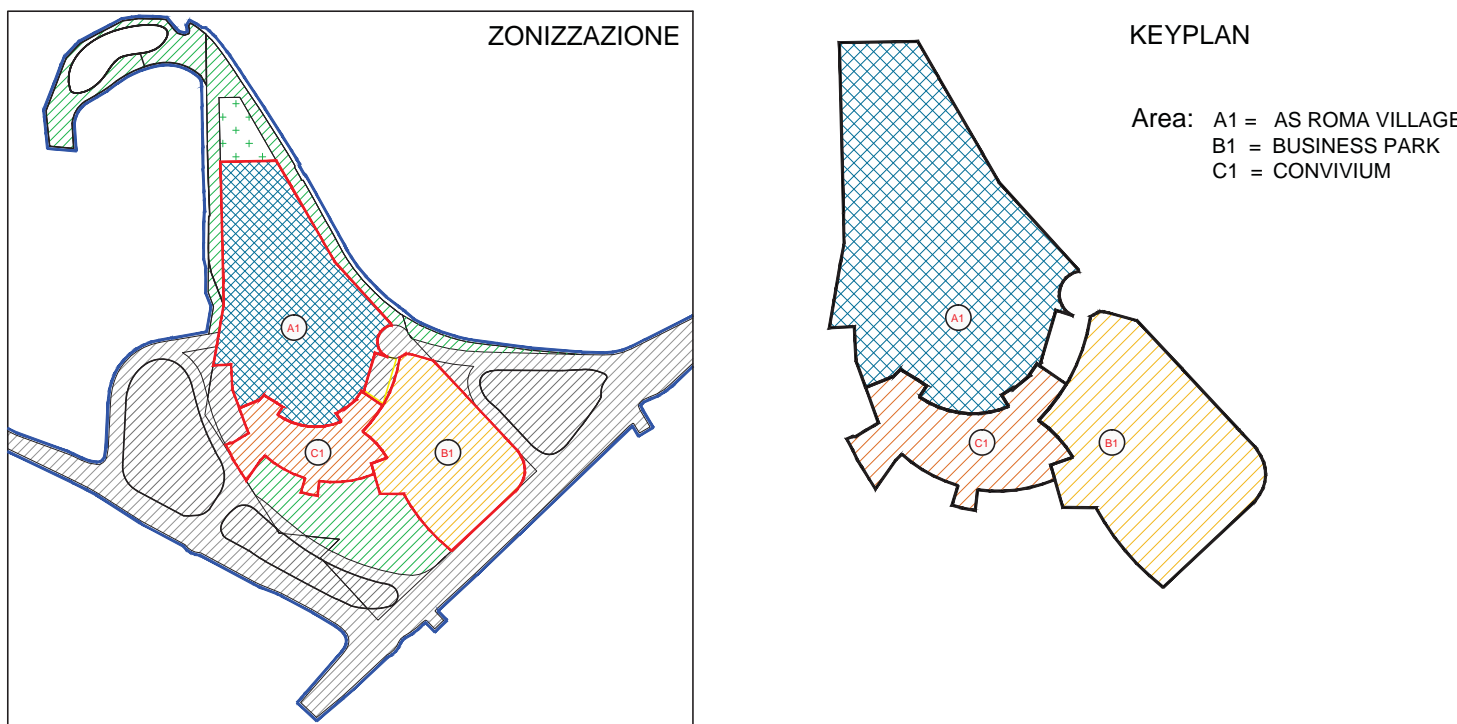 ZONIZZAZIONE
A1
C1
B1
KEYPLAN
Area: A1 = AS ROMA VILLAGE
B1 = BUSINESS PARK
C1 = CONVIVIUM
A1
C1
B1